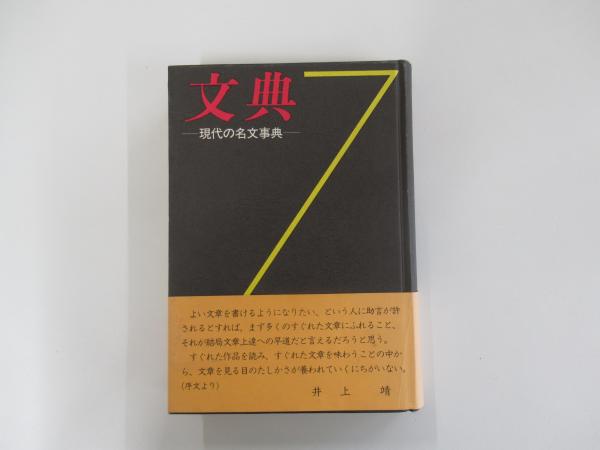 文典
―現代の名文事典―
よい文章を書けるようになりたい、という人に助言が許
されるとすれば、まず多くのすぐれた文章にふれること、
それが結局文章上達への早道だと言えるだろうと思う。
すぐれた作品を読み、すぐれた文章を味わうことの中か
ら、文章を見る目のたしかさが養われていくにちがいない。
(序文より)
井上靖